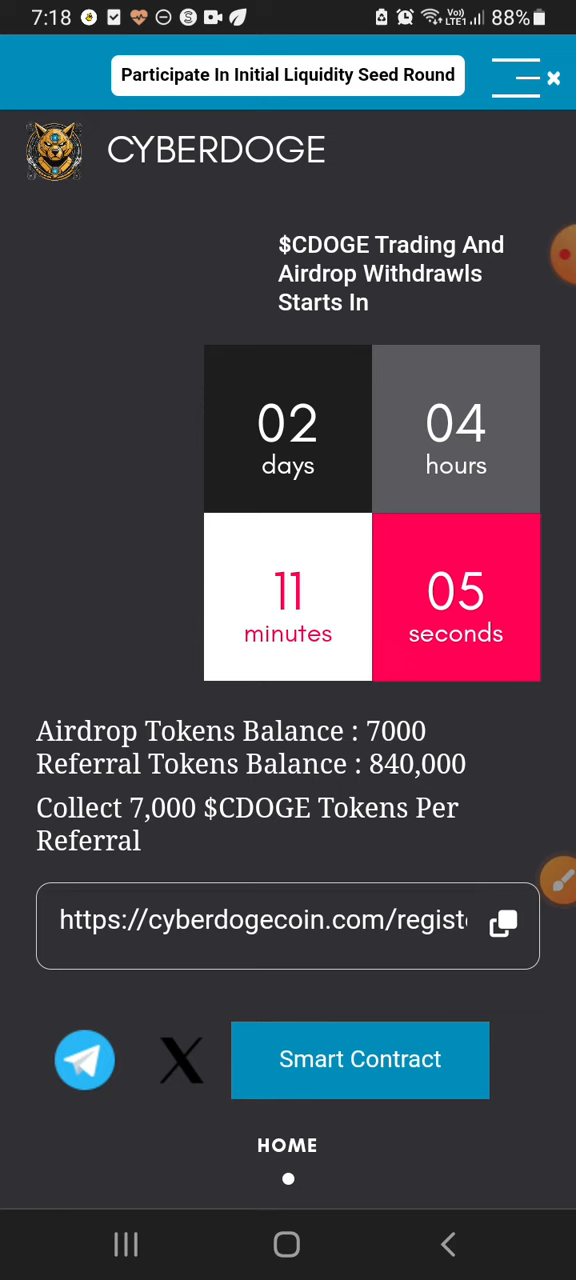 7:18
Vo))
LTE1
88%
Participate In Initial Liquidity Seed Round
CYBERDOGE
$CDOGE Trading And
Airdrop Withdrawls
Starts In
02
days
04
hours
11
minutes
05
seconds
Airdrop Tokens Balance : 7000
Referral Tokens Balance : 840,000
Collect 7,000 $CDOGE Tokens Per
Referral
https://cyberdogecoin.com/regist
Smart Contract
HOME